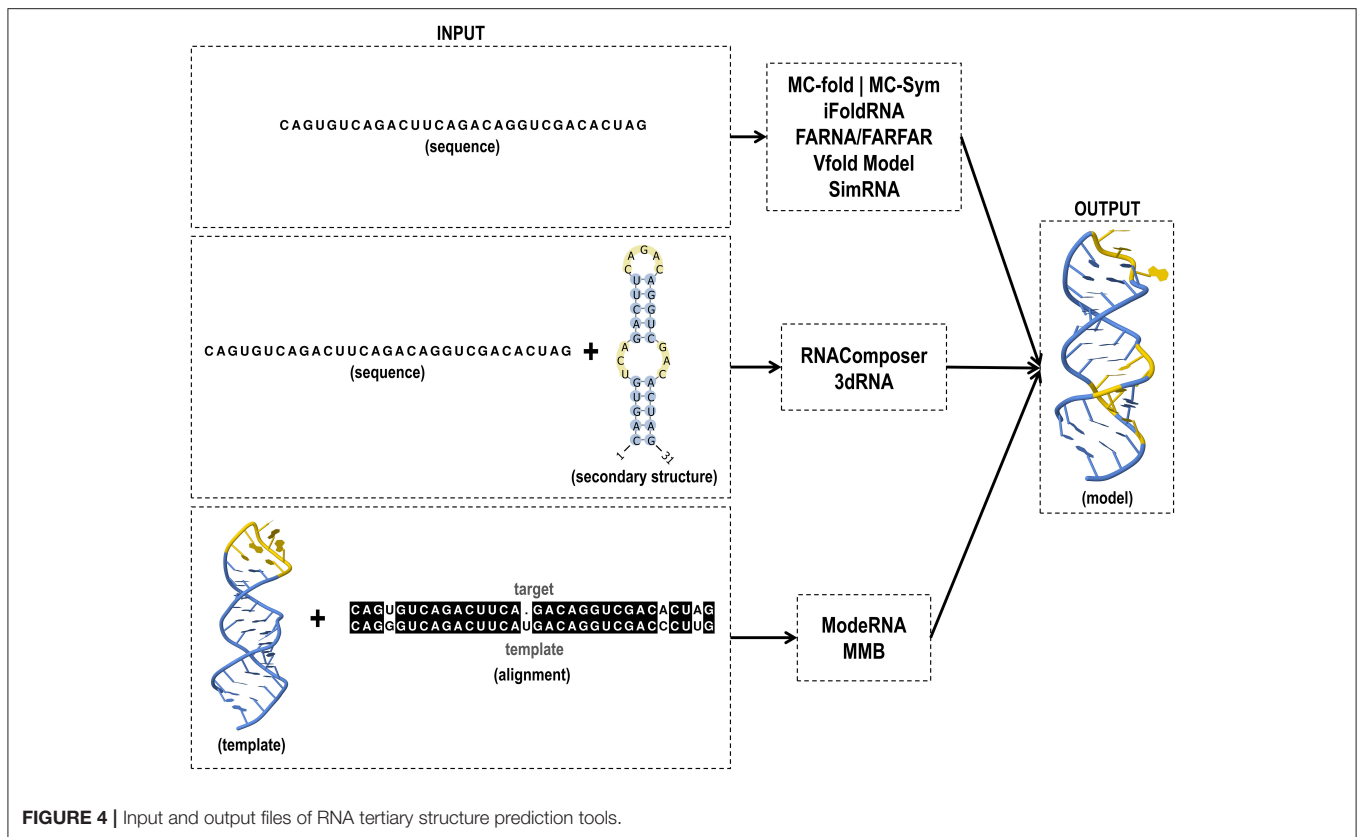 INPUT
CAGUGUCAGACUUCAGACAGGUCGACACUAG
(sequence)
MC-fold | MC-Sym
iFoldRNA
FARNA/FARFAR
Vfold Model
SimRNA
OUTPUT
(model)
CAGUGUCAGACUUCAGACAGGUCGACACUAG
(sequence)
+
A G A
C C
U A
U G
U G
C U
A C
G
A G
C A
U C
G A
U C
G C
U
A A
C G
1 31
(secondary structure)
RNAComposer
3dRNA
(template)
+
target
CAGUGUCAGACUUCA.GACAGGUCGACACUAG
CAGGGUCAGACUUCAUGACAGGUCGACCCUUG
template
(alignment)
ModeRNA
MMB
FIGURE 4 | Input and output files of RNA tertiary structure prediction tools.